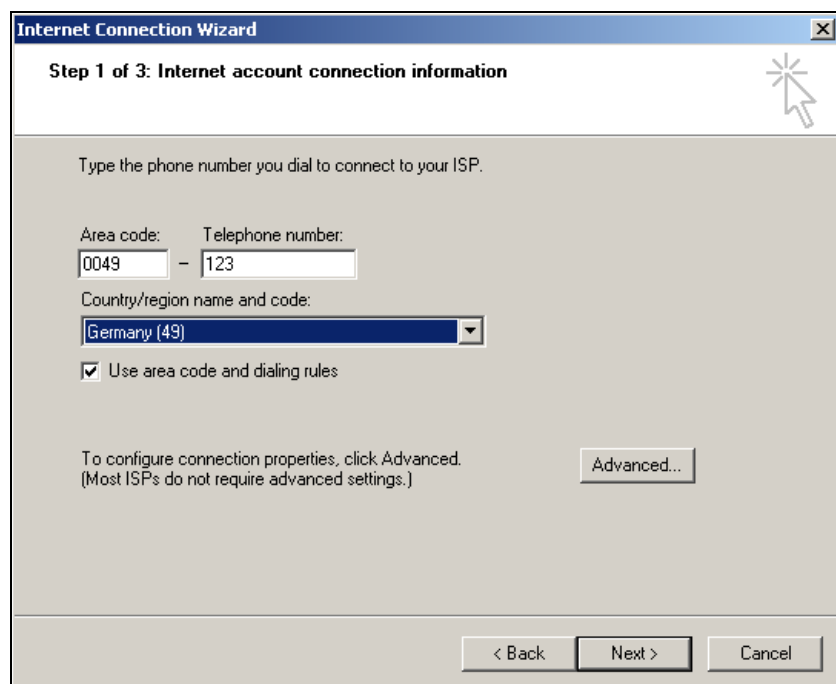 Internet Connection Wizard
Step 1 of 3: Internet account connection information
Type the phone number you dial to connect to your ISP.
Area code: Telephone number:
0049 – 123
Country/region name and code:
Germany (49)
Use area code and dialing rules
To configure connection properties, click Advanced.
(Most ISPs do not require advanced settings.)
Advanced...
< Back Next > Cancel